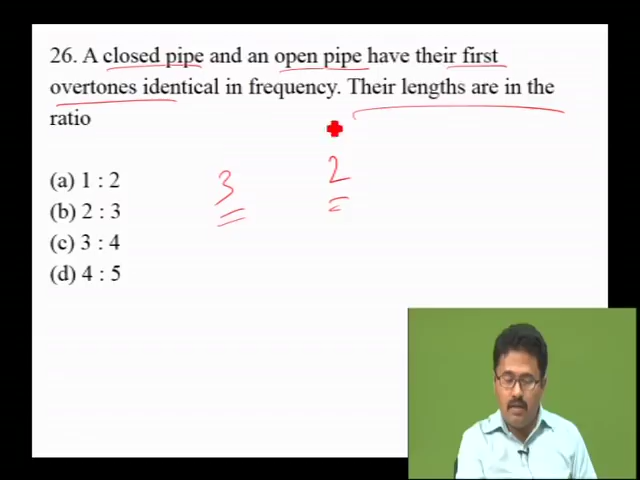 26. A closed pipe and an open pipe have their first
overtones identical in frequency. Their lengths are in the
ratio
(a) 1 : 2
(b) 2 : 3
(c) 3 : 4
(d) 4 : 5
3 2